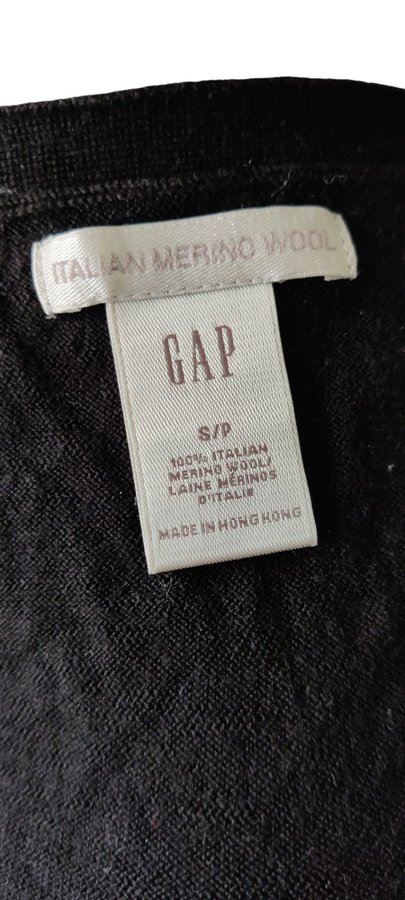 ITALIAN MERINO WOOL
GAP
S/P
100% ITALIAN
MERINO WOOL/
LAINE MÉRINOS
D'ITALIE
MADE IN HONG KONG